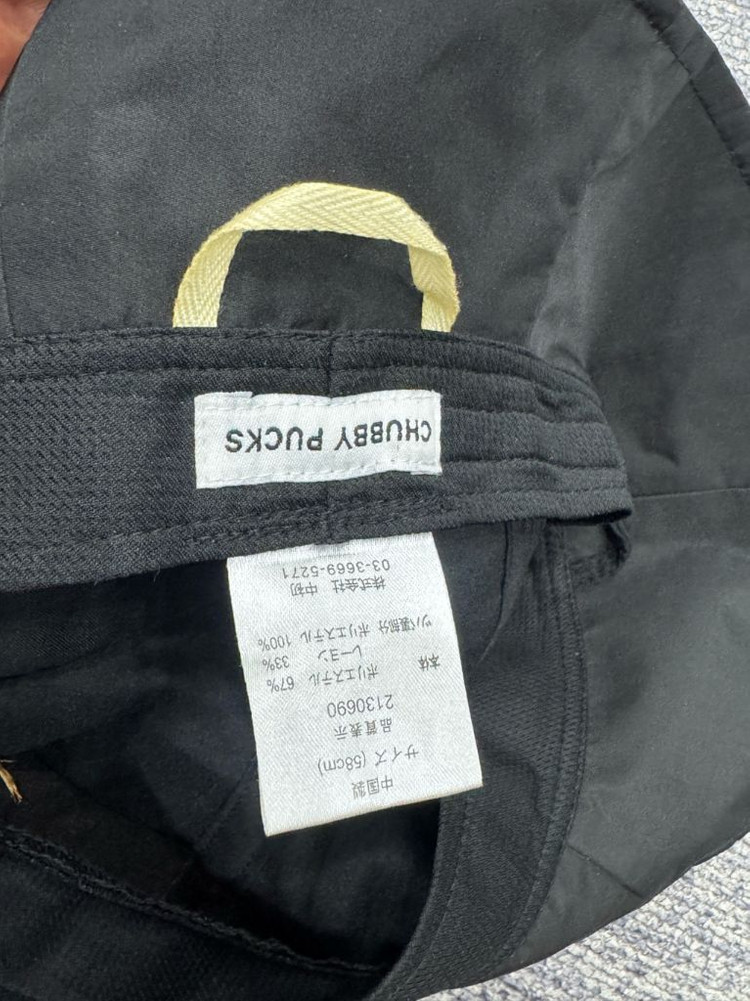 中国製
サイズ (58cm)
品質表示
2130690
本体 ポリエステル 67%
レーヨン 33%
ツバ裏部分 ポリエステル 100%
株式会社 中初
03-3669-5271
CHUBBY PUCKS